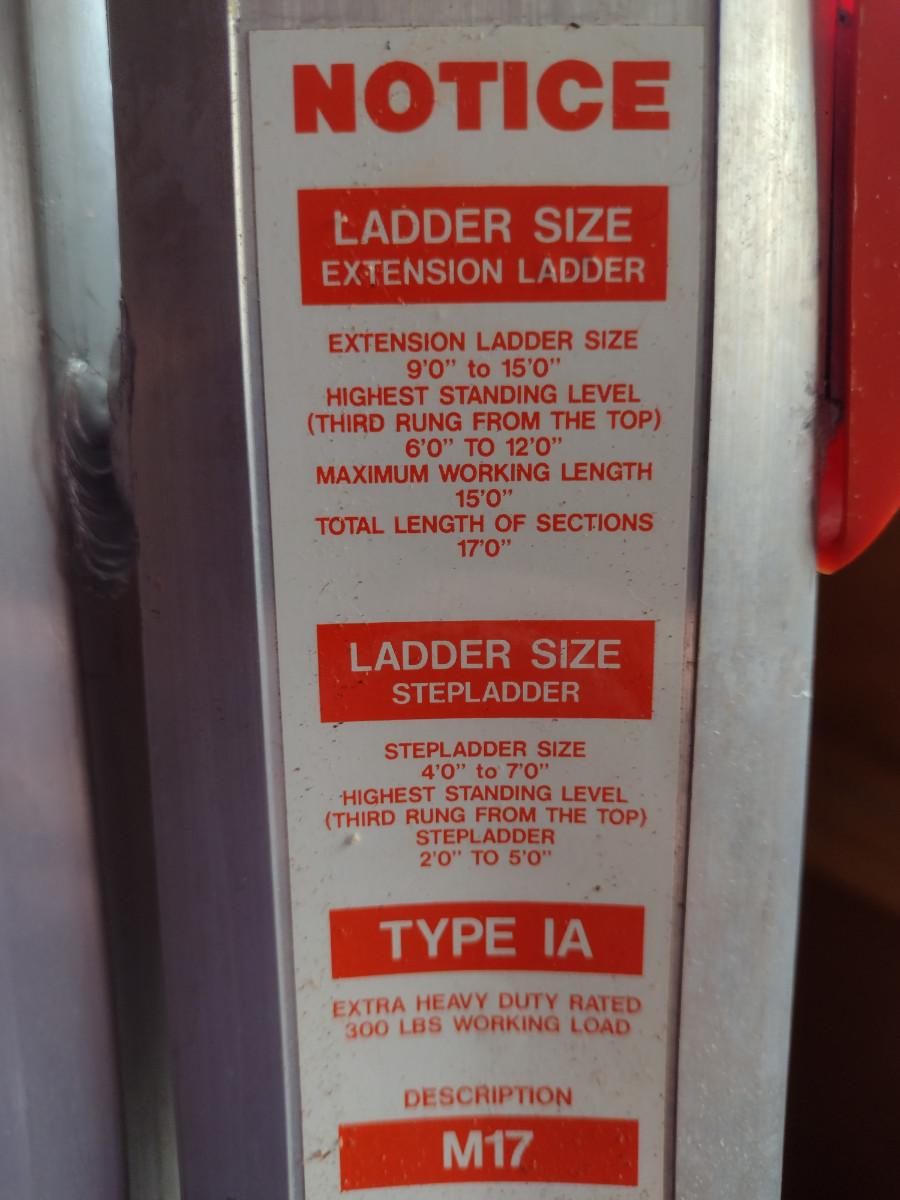 NOTICE
LADDER SIZE
EXTENSION LADDER
EXTENSION LADDER SIZE
9'0" to 15'0"
HIGHEST STANDING LEVEL
(THIRD RUNG FROM THE TOP)
6'0" TO 12'0"
MAXIMUM WORKING LENGTH
15'0"
TOTAL LENGTH OF SECTIONS
17'0"
LADDER SIZE
STEPLADDER
STEPLADDER SIZE
4'0" to 7'0"
HIGHEST STANDING LEVEL
(THIRD RUNG FROM THE TOP)
STEPLADDER
2'0" TO 5'0"
TYPE IA
EXTRA HEAVY DUTY RATED
300 LBS WORKING LOAD
DESCRIPTION
M17